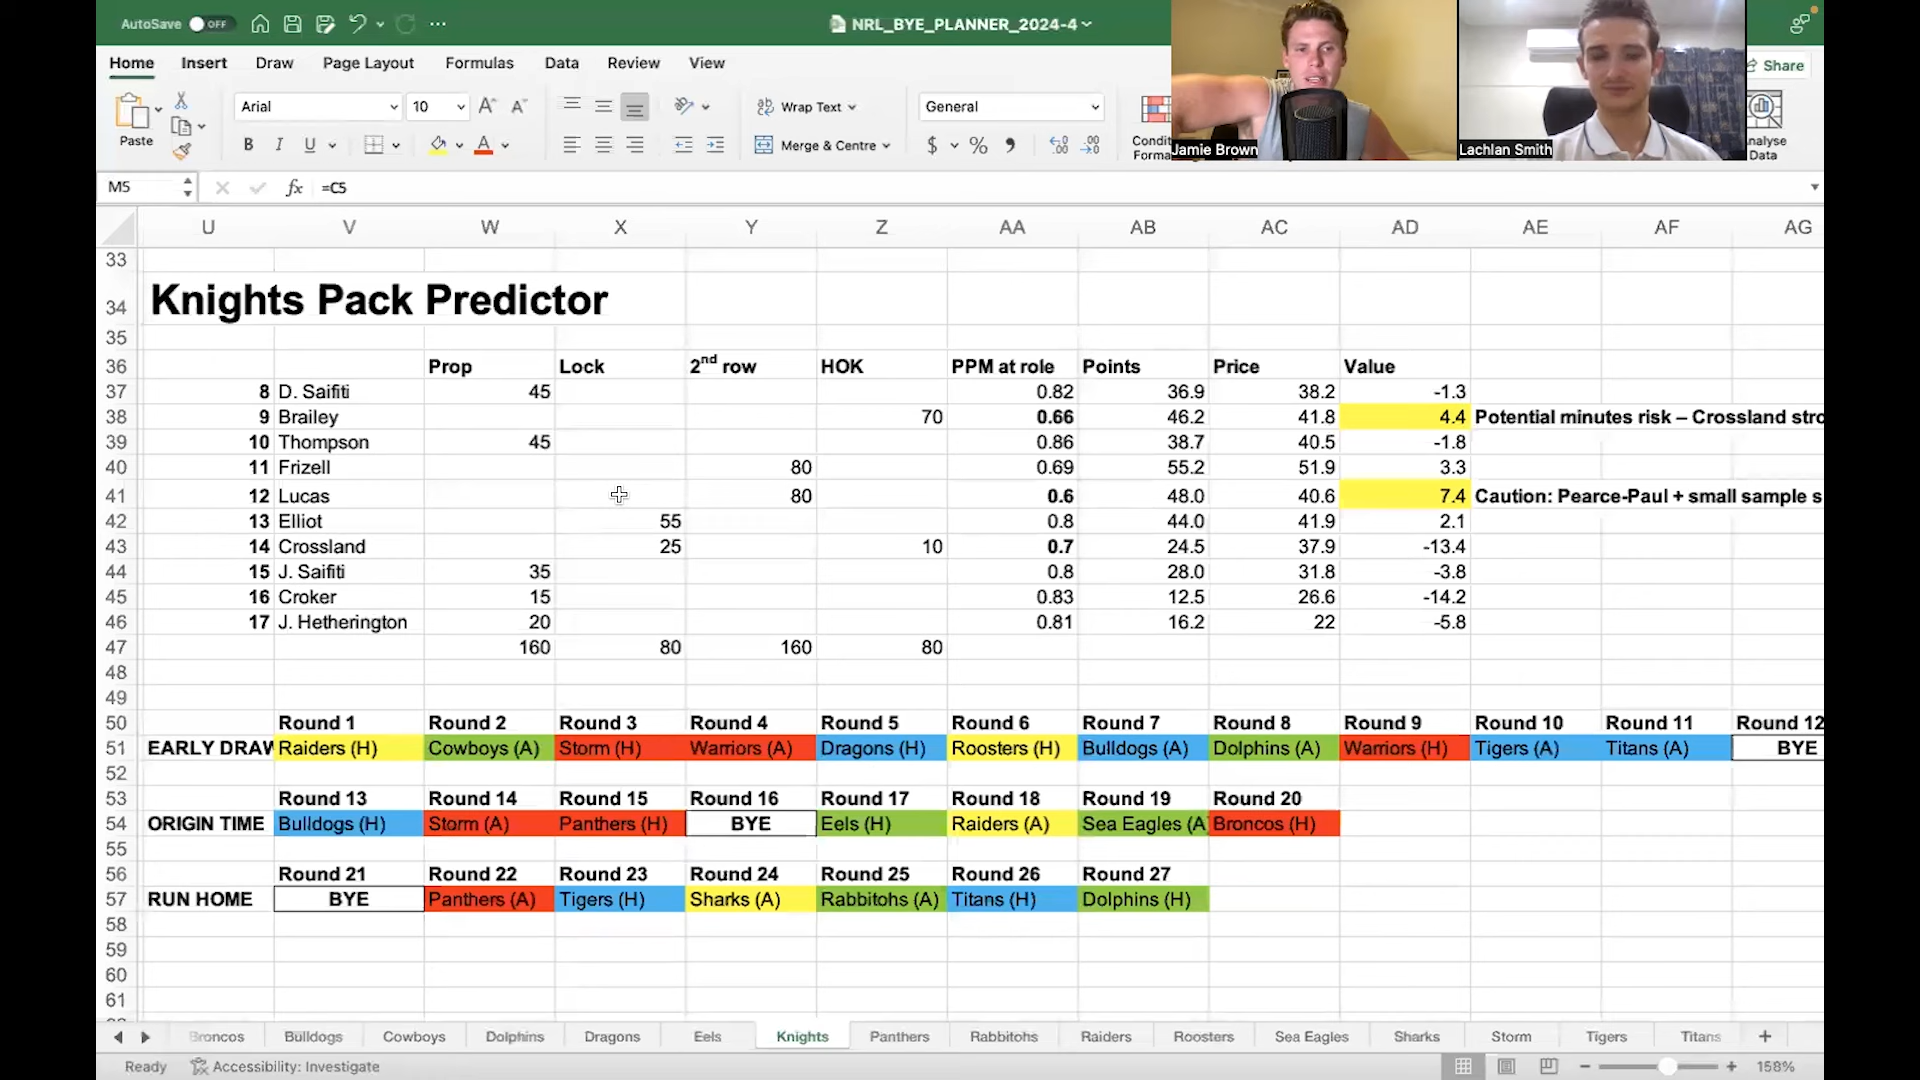 AutoSave OFF NRL_BYE_PLANNER_2024-4
Home Insert Draw Page Layout Formulas Data Review View Share
Paste Arial 10 A A Wrap Text General
B I U A Merge & Centre $ % 9
Jamie Brown Lachlan Smith
M5 fx =C5
U V W X Y Z AA AB AC AD AE AF AG
33
34 Knights Pack Predictor
35
36 Prop Lock 2nd row HOK PPM at role Points Price Value
37 8 D. Saifiti 45 0.82 36.9 38.2 -1.3
38 9 Brailey 70 0.66 46.2 41.8 4.4 Potential minutes risk – Crossland stro
39 10 Thompson 45 0.86 38.7 40.5 -1.8
40 11 Frizell 80 0.69 55.2 51.9 3.3
41 12 Lucas 80 0.6 48.0 40.6 7.4 Caution: Pearce-Paul + small sample s
42 13 Elliot 55 0.8 44.0 41.9 2.1
43 14 Crossland 25 10 0.7 24.5 37.9 -13.4
44 15 J. Saifiti 35 0.8 28.0 31.8 -3.8
45 16 Croker 15 0.83 12.5 26.6 -14.2
46 17 J. Hetherington 20 0.81 16.2 22 -5.8
47 160 80 160 80
48
49
50 Round 1 Round 2 Round 3 Round 4 Round 5 Round 6 Round 7 Round 8 Round 9 Round 10 Round 11 Round 12
51 EARLY DRAW Raiders (H) Cowboys (A) Storm (H) Warriors (A) Dragons (H) Roosters (H) Bulldogs (A) Dolphins (A) Warriors (H) Tigers (A) Titans (A) BYE
52
53 Round 13 Round 14 Round 15 Round 16 Round 17 Round 18 Round 19 Round 20
54 ORIGIN TIME Bulldogs (H) Storm (A) Panthers (H) BYE Eels (H) Raiders (A) Sea Eagles (A Broncos (H)
55
56 Round 21 Round 22 Round 23 Round 24 Round 25 Round 26 Round 27
57 RUN HOME BYE Panthers (A) Tigers (H) Sharks (A) Rabbitohs (A) Titans (H) Dolphins (H)
58
59
60
61
Broncos Bulldogs Cowboys Dolphins Dragons Eels Knights Panthers Rabbitohs Raiders Roosters Sea Eagles Sharks Storm Tigers Titans +
Ready Accessibility: Investigate 158%